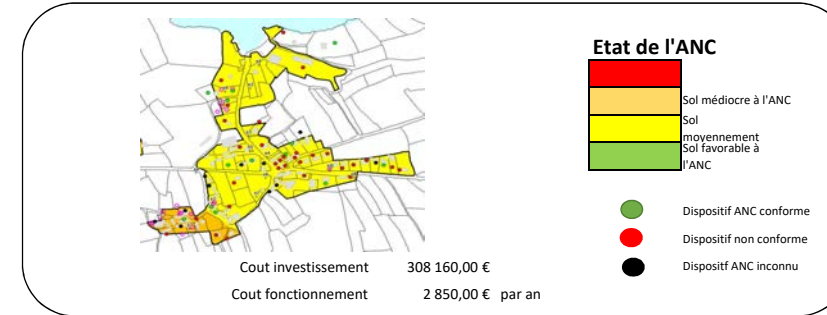 Etat de l'ANC
Sol médiocre à l'ANC
Sol
moyennement
Sol favorable à
l'ANC
Dispositif ANC conforme
Dispositif non conforme
Dispositf ANC inconnu
Cout investissement 308 160,00 €
Cout fonctionnement 2 850,00 € par an